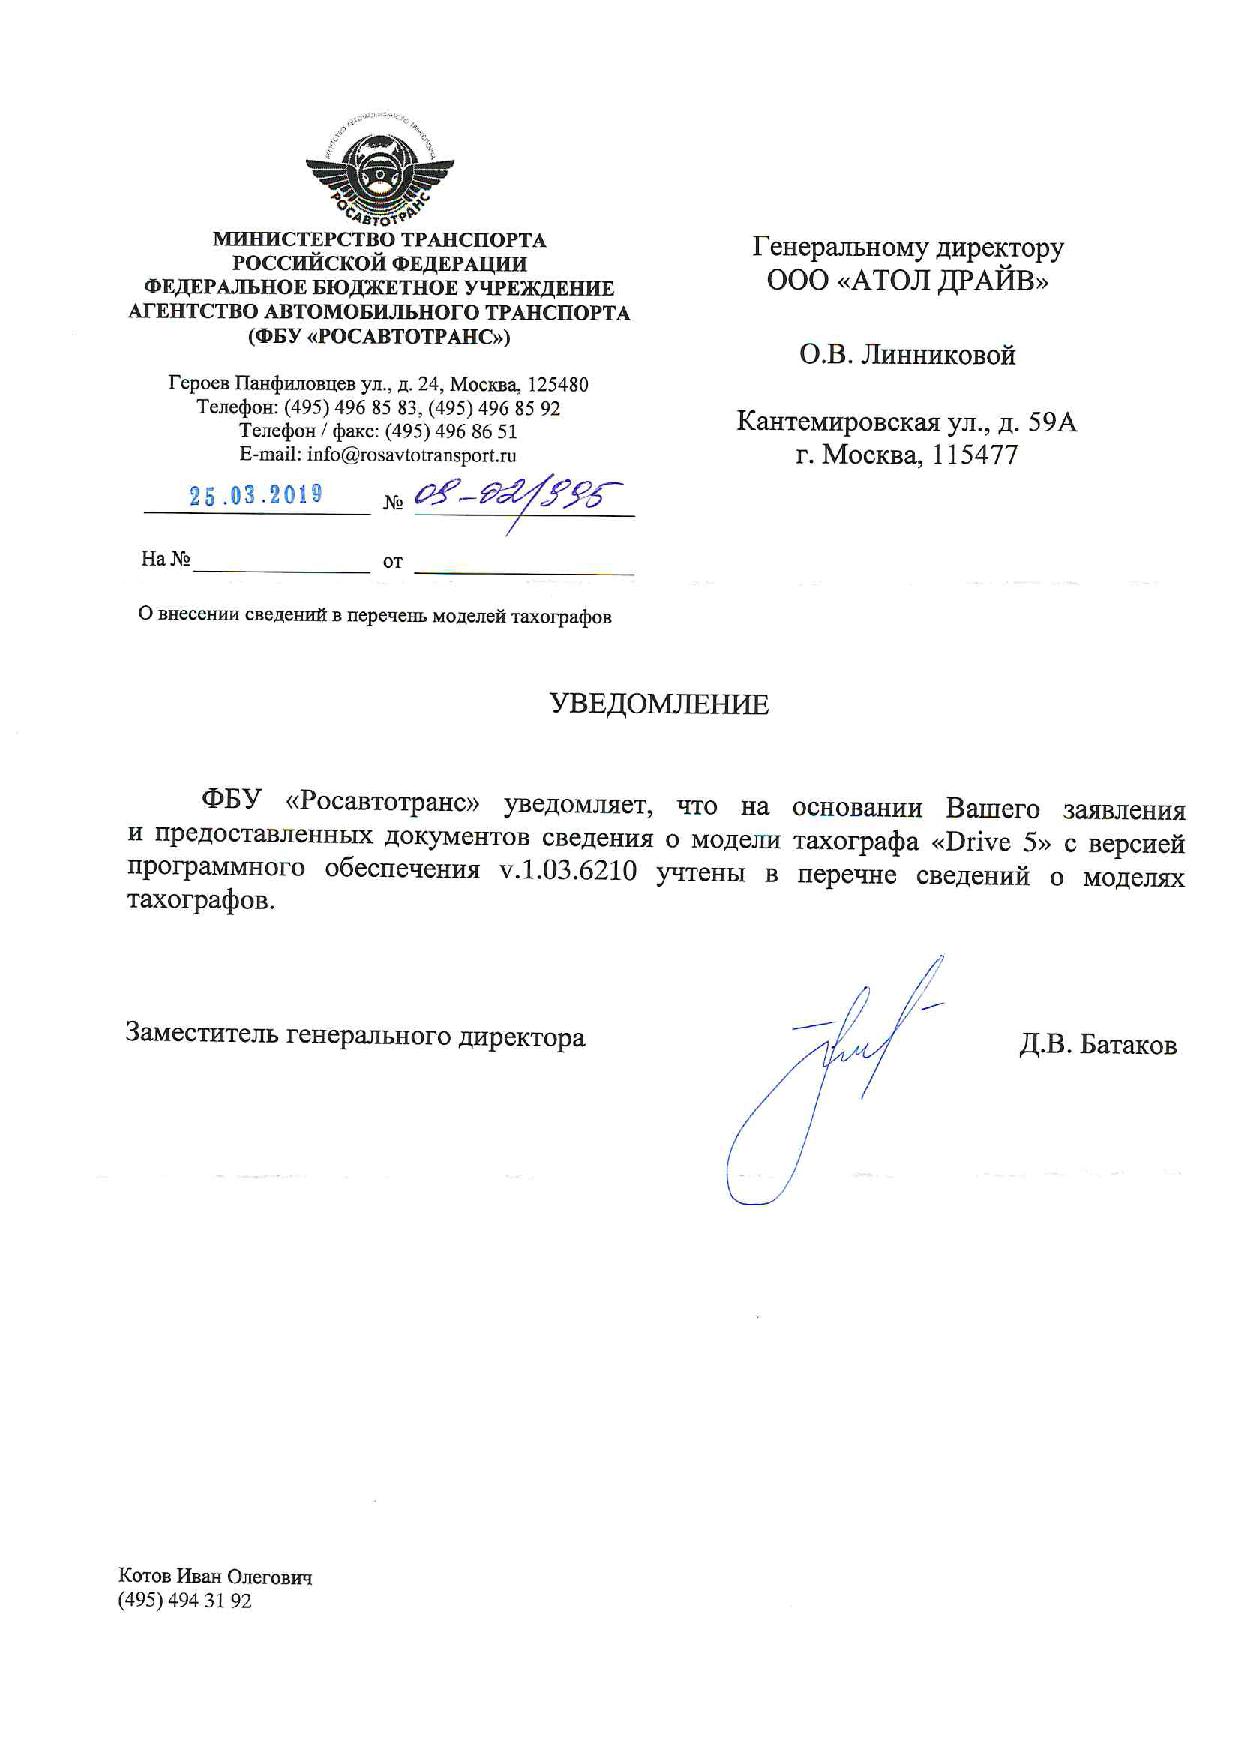 РОСАВТОТРАНС
МИНИСТЕРСТВО ТРАНСПОРТА
РОССИЙСКОЙ ФЕДЕРАЦИИ
ФЕДЕРАЛЬНОЕ БЮДЖЕТНОЕ УЧРЕЖДЕНИЕ
АГЕНТСТВО АВТОМОБИЛЬНОГО ТРАНСПОРТА
(ФБУ «РОСАВТОТРАНС»)
Героев Панфиловцев ул., д. 24, Москва, 125480
Телефон: (495) 496 85 83, (495) 496 85 92
Телефон / факс: (495) 496 86 51
E-mail: info@rosavtotransport.ru
25.03.2019 №
На № от
О внесении сведений в перечень моделей тахографов
Генеральному директору
ООО «АТОЛ ДРАЙВ»
О.В. Линниковой
Кантемировская ул., д. 59А
г. Москва, 115477
УВЕДОМЛЕНИЕ
ФБУ «Росавтотранс» уведомляет, что на основании Вашего заявления
и предоставленных документов сведения о модели тахографа «Drive 5» с версией
программного обеспечения v.1.03.6210 учтены в перечне сведений о моделях
тахографов.
Заместитель генерального директора
Д.В. Батаков
Котов Иван Олегович
(495) 494 31 92